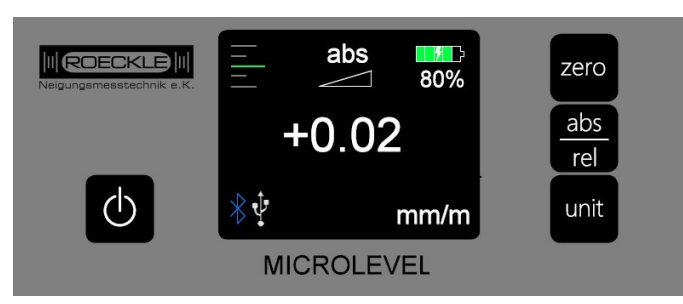 ROECKLE
Neigungsmesstechnik e.K.
abs
80%
+0.02
mm/m
MICROLEVEL
zero
abs
rel
unit